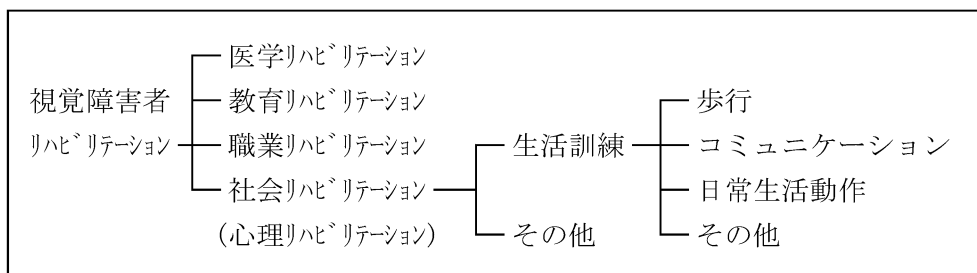 医学ﾘﾊﾋﾞﾘﾃｰｼｮﾝ
視覚障害者 教育ﾘﾊﾋﾞﾘﾃｰｼｮﾝ 歩行
ﾘﾊﾋﾞﾘﾃｰｼｮﾝ 職業ﾘﾊﾋﾞﾘﾃｰｼｮﾝ 生活訓練 コミュニケーション
社会ﾘﾊﾋﾞﾘﾃｰｼｮﾝ 日常生活動作
(心理ﾘﾊﾋﾞﾘﾃｰｼｮﾝ) その他 その他